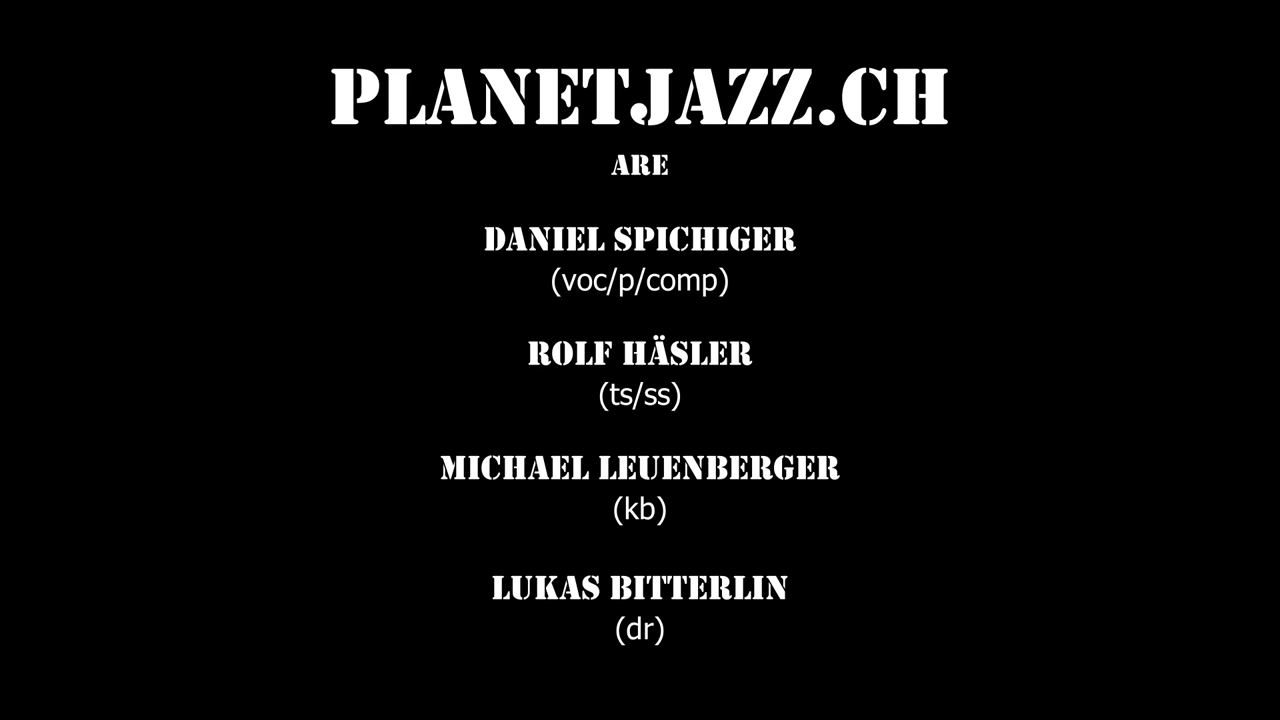 PLANETJAZZ.CH
ARE
DANIEL SPICHIGER
(voc/p/comp)
ROLF HÄSLER
(ts/ss)
MICHAEL LEUENBERGER
(kb)
LUKAS BITTERLIN
(dr)